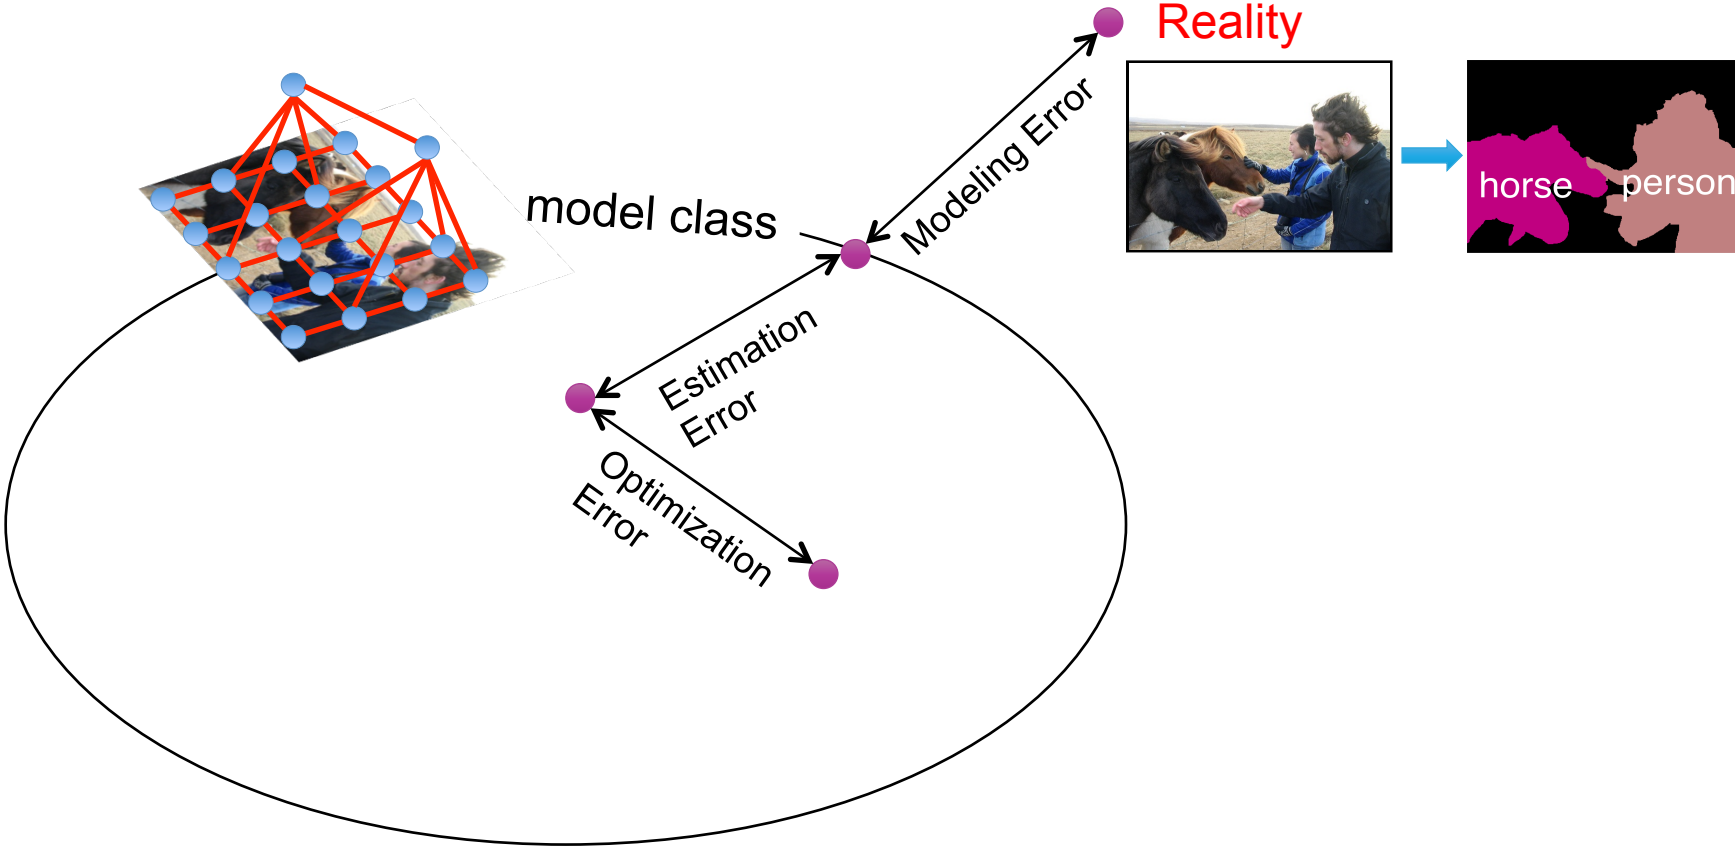 Reality
Modeling Error
horse
person
model class
Estimation
Error
Optimization
Error